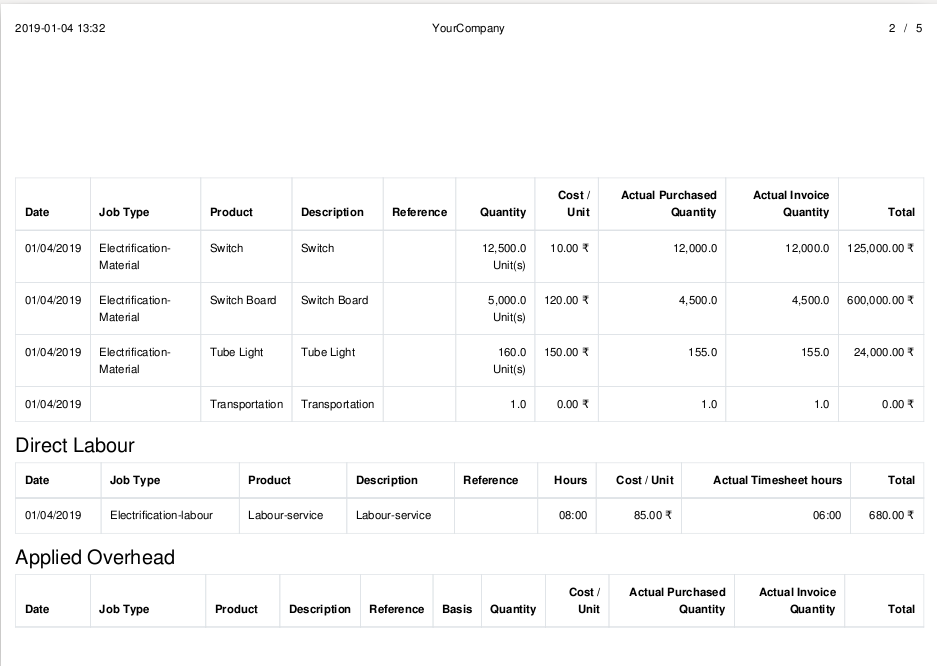 2019-01-04 13:32 YourCompany 2 / 5
Date Job Type Product Description Reference Quantity Cost / Unit Actual Purchased Quantity Actual Invoice Quantity Total
01/04/2019 Electrification-Material Switch Switch 12,500.0 Unit(s) 10.00 ₹ 12,000.0 12,000.0 125,000.00 ₹
01/04/2019 Electrification-Material Switch Board Switch Board 5,000.0 Unit(s) 120.00 ₹ 4,500.0 4,500.0 600,000.00 ₹
01/04/2019 Electrification-Material Tube Light Tube Light 160.0 Unit(s) 150.00 ₹ 155.0 155.0 24,000.00 ₹
01/04/2019 Transportation Transportation 1.0 0.00 ₹ 1.0 1.0 0.00 ₹
Direct Labour
Date Job Type Product Description Reference Hours Cost / Unit Actual Timesheet hours Total
01/04/2019 Electrification-labour Labour-service Labour-service 08:00 85.00 ₹ 06:00 680.00 ₹
Applied Overhead
Date Job Type Product Description Reference Basis Quantity Cost / Unit Actual Purchased Quantity Actual Invoice Quantity Total